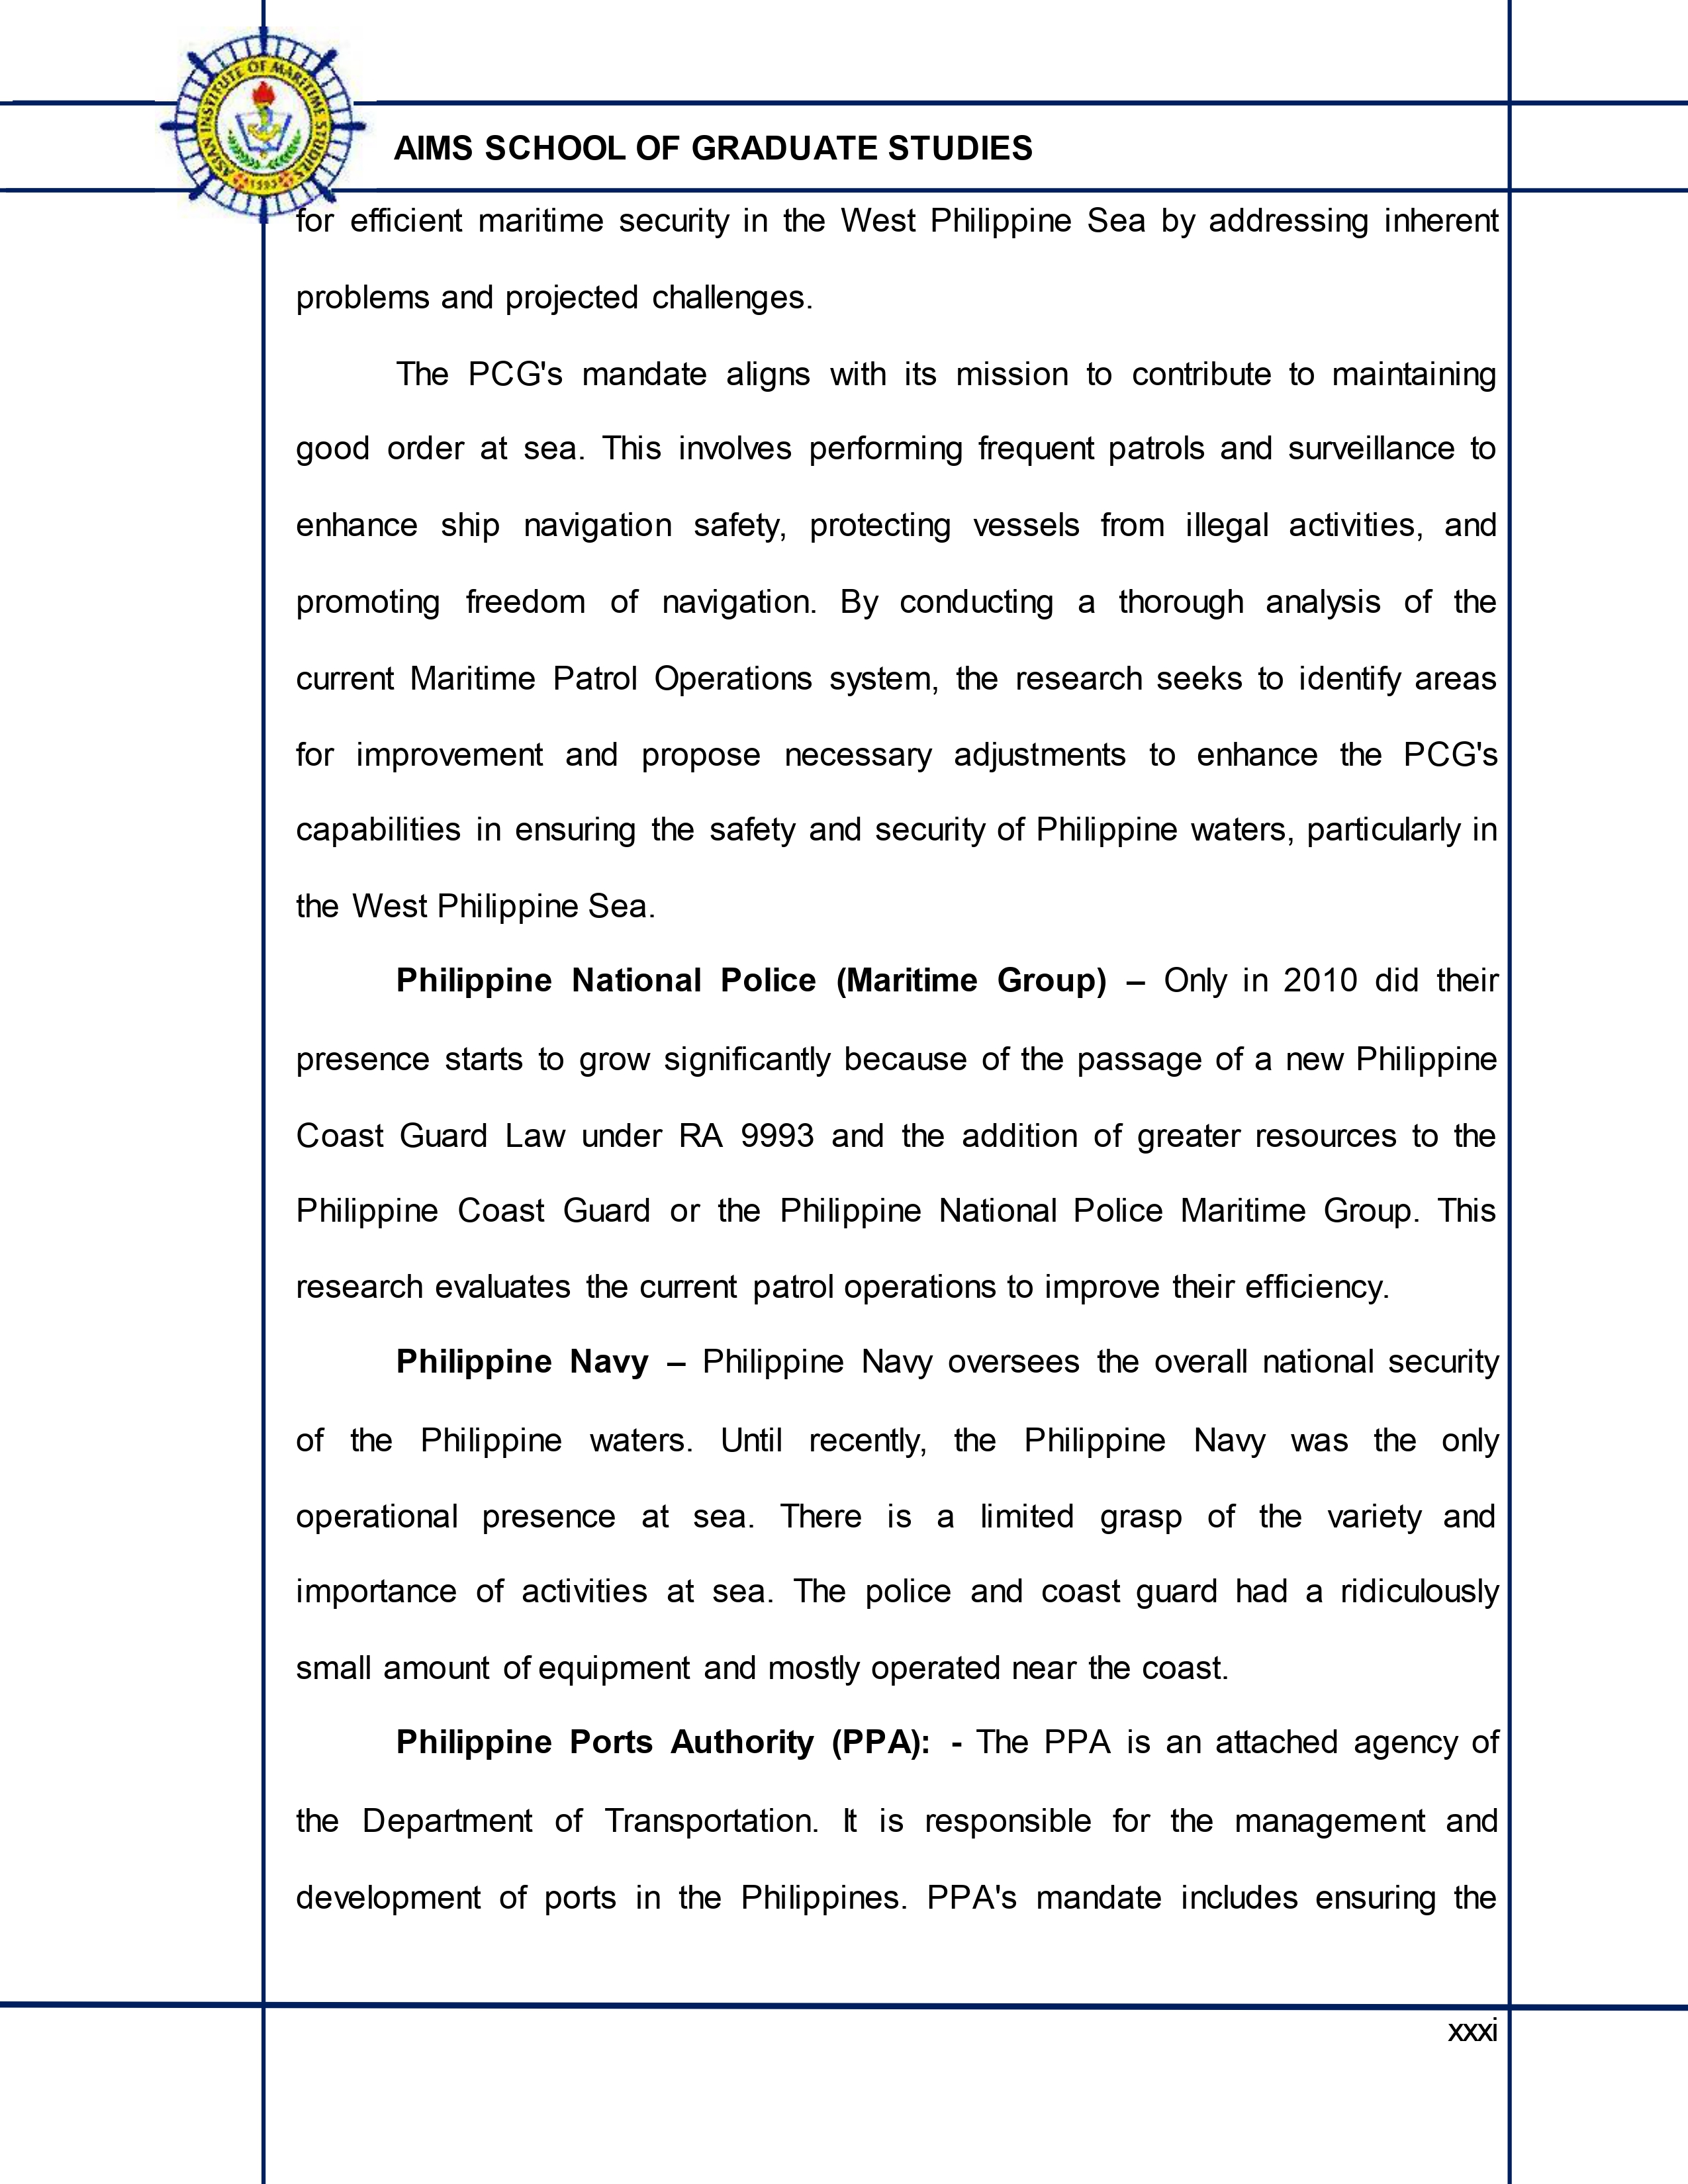 ASIAN INSTITUTE OF MARITIME STUDIES
1993
AIMS SCHOOL OF GRADUATE STUDIES
for efficient maritime security in the West Philippine Sea by addressing inherent
problems and projected challenges.
The PCG's mandate aligns with its mission to contribute to maintaining
good order at sea. This involves performing frequent patrols and surveillance to
enhance ship navigation safety, protecting vessels from illegal activities, and
promoting freedom of navigation. By conducting a thorough analysis of the
current Maritime Patrol Operations system, the research seeks to identify areas
for improvement and propose necessary adjustments to enhance the PCG's
capabilities in ensuring the safety and security of Philippine waters, particularly in
the West Philippine Sea.
Philippine National Police (Maritime Group) – Only in 2010 did their
presence starts to grow significantly because of the passage of a new Philippine
Coast Guard Law under RA 9993 and the addition of greater resources to the
Philippine Coast Guard or the Philippine National Police Maritime Group. This
research evaluates the current patrol operations to improve their efficiency.
Philippine Navy – Philippine Navy oversees the overall national security
of the Philippine waters. Until recently, the Philippine Navy was the only
operational presence at sea. There is a limited grasp of the variety and
importance of activities at sea. The police and coast guard had a ridiculously
small amount of equipment and mostly operated near the coast.
Philippine Ports Authority (PPA): - The PPA is an attached agency of
the Department of Transportation. It is responsible for the management and
development of ports in the Philippines. PPA's mandate includes ensuring the
xxxi